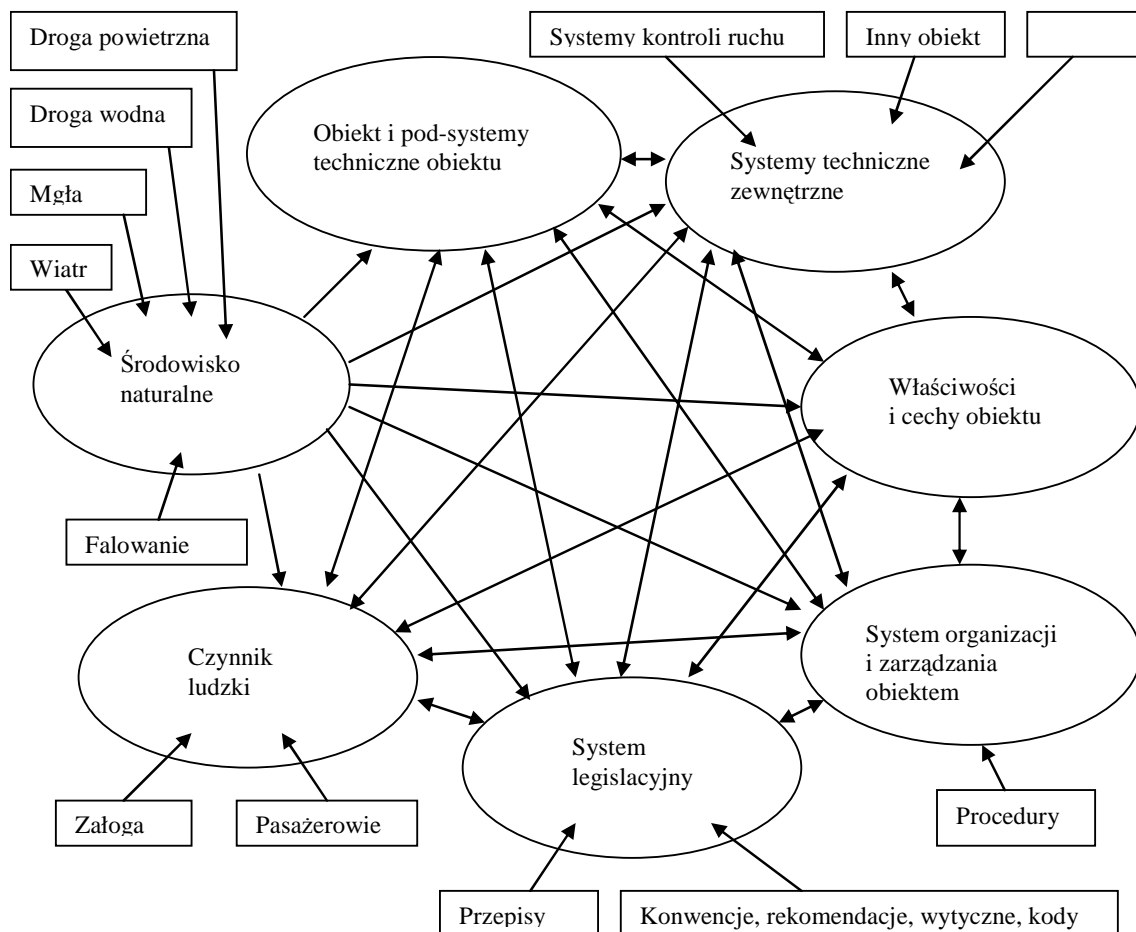 Droga powietrzna
Systemy kontroli ruchu
Inny obiekt
Droga wodna
Obiekt i pod-systemy
techniczne obiektu
Systemy techniczne
zewnętrzne
Mgła
Wiatr
Środowisko
naturalne
Właściwości
i cechy obiektu
Falowanie
Czynnik
ludzki
System organizacji
i zarządzania
obiektem
System
legislacyjny
Załoga
Pasażerowie
Procedury
Przepisy
Konwencje, rekomendacje, wytyczne, kody